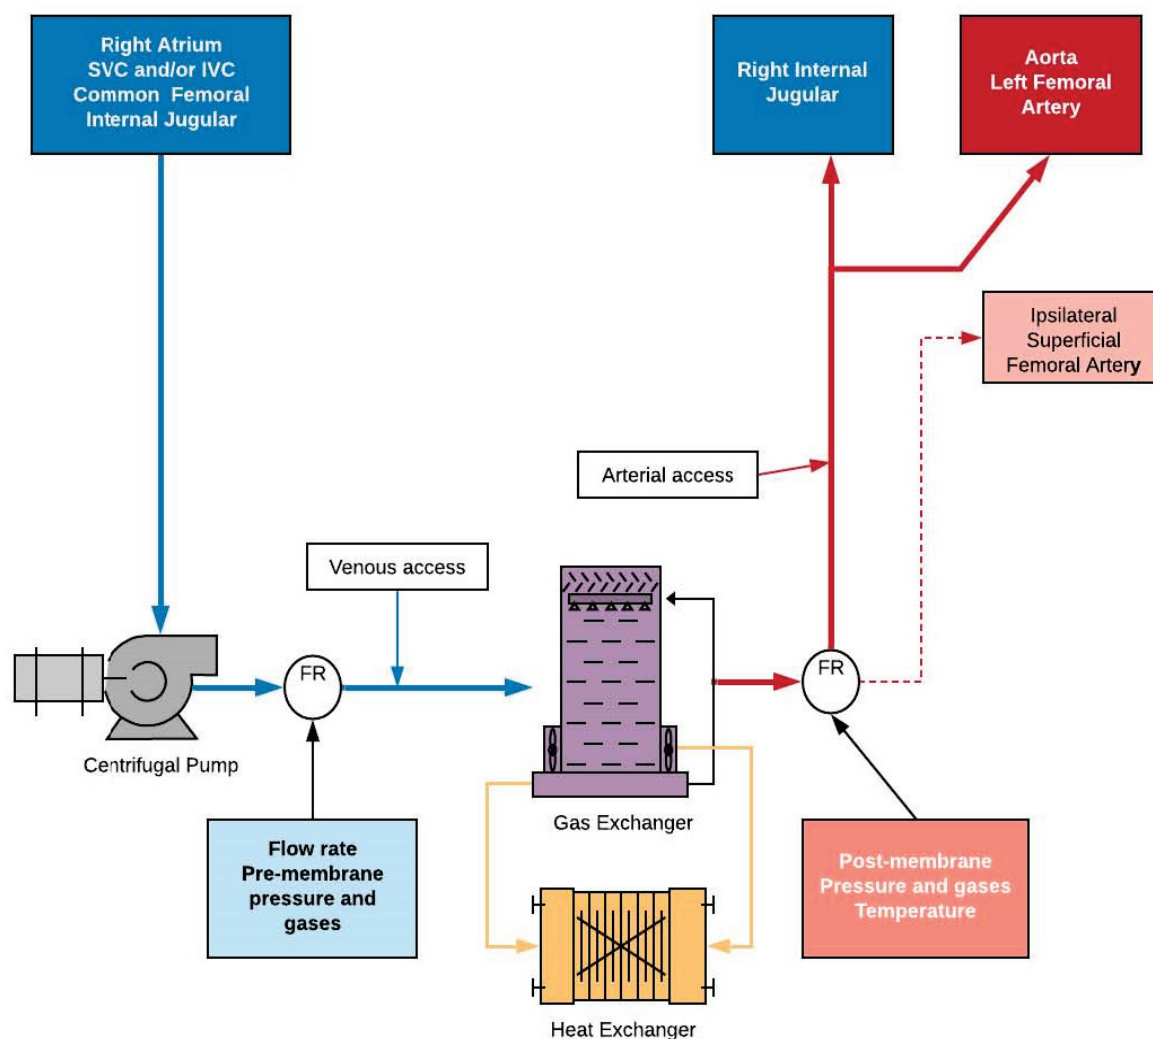 Right Atrium
SVC and/or IVC
Common Femoral
Internal Jugular
Right Internal
Jugular
Aorta
Left Femoral
Artery
Ipsilateral
Superficial
Femoral Artery
Arterial access
Venous access
FR
FR
Centrifugal Pump
Gas Exchanger
Flow rate
Pre-membrane
pressure and
gases
Post-membrane
Pressure and gases
Temperature
Heat Exchanger